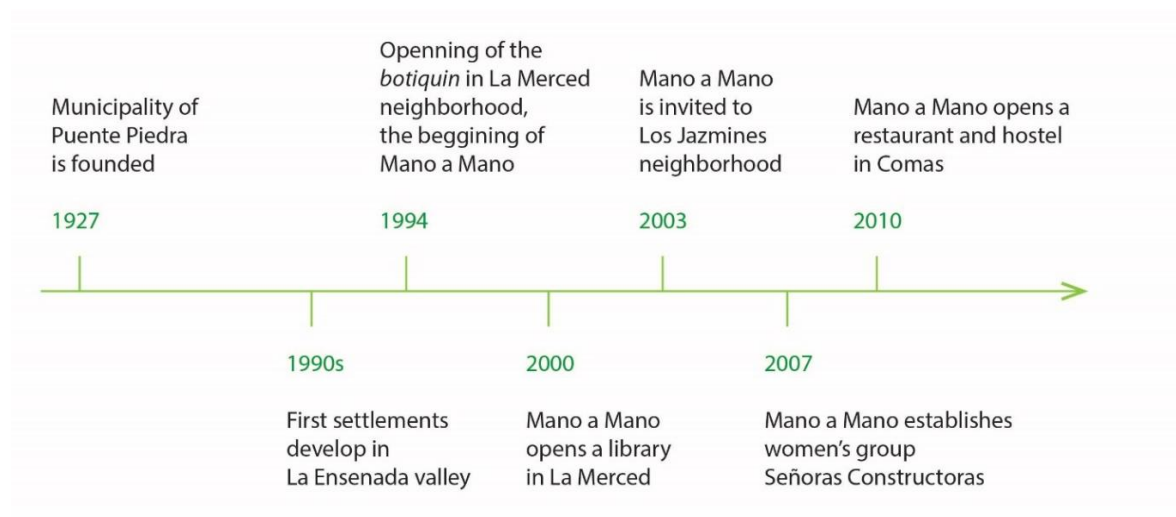 Municipality of
Puente Piedra
is founded
1927
1990s
First settlements
develop in
La Ensenada valley
Openning of the
botiquin in La Merced
neighborhood,
the beggining of
Mano a Mano
1994
2000
Mano a Mano
opens a library
in La Merced
Mano a Mano
is invited to
Los Jazmines
neighborhood
2003
2007
Mano a Mano establishes
women's group
Señoras Constructoras
Mano a Mano opens a
restaurant and hostel
in Comas
2010